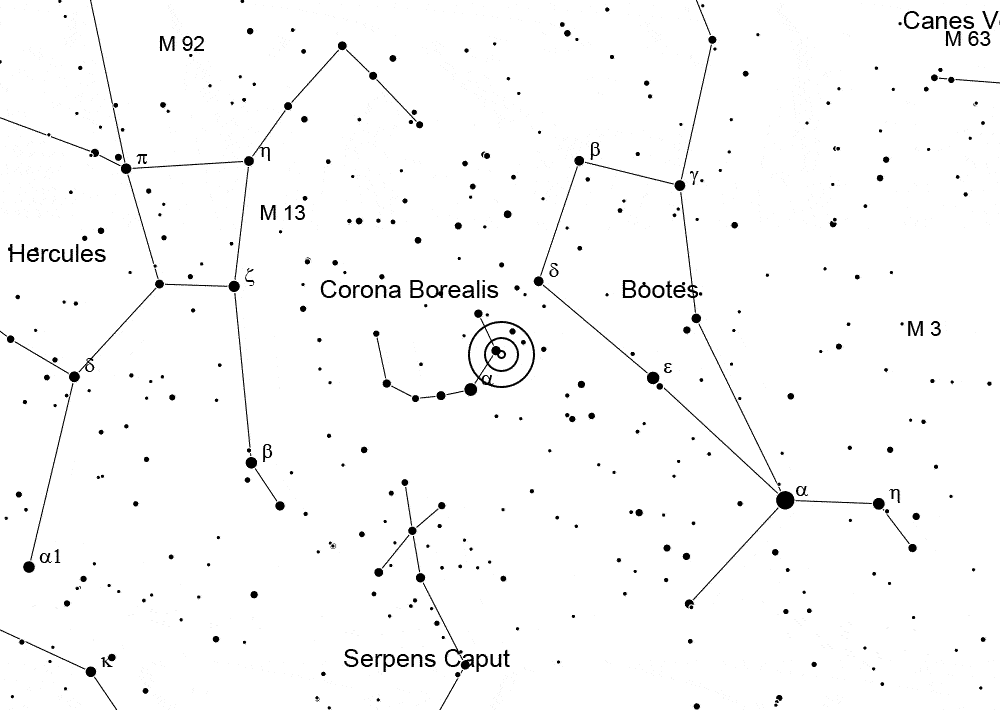 Canes V
M 63
M 92
β
π
η
γ
M 13
Hercules
ζ
δ
Corona Borealis
Bootes
M 3
δ
ε
α
β
α
η
α1
Serpens Caput
κ